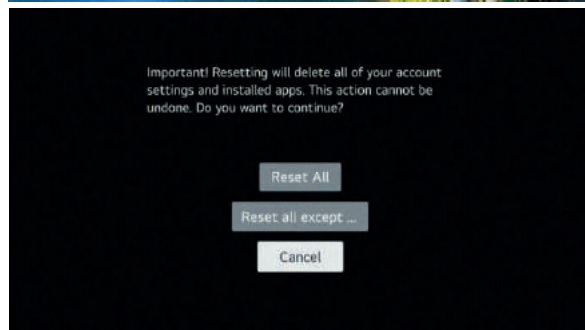 Important! Resetting will delete all of your account
settings and installed apps. This action cannot be
undone. Do you want to continue?
Reset All
Reset all except ...
Cancel